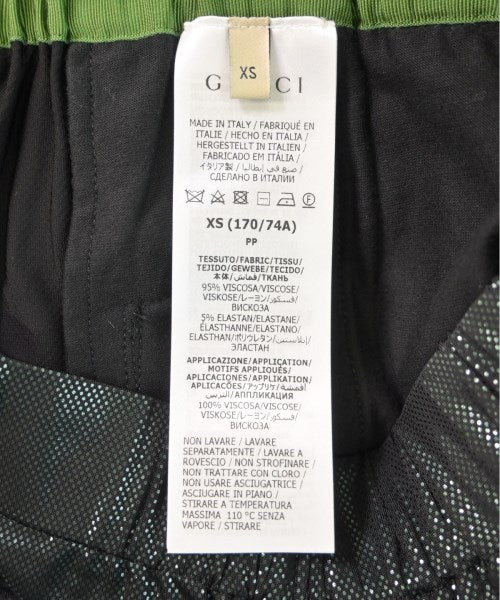 XS
GUCCI
MADE IN ITALY / FABRIQUÉ EN
ITALIE / HECHO EN ITALIA /
HERGESTELLT IN ITALIEN /
FABRICADO EM ITÁLIA /
イタリア製 / صنع في إيطاليا /
СДЕЛАНО В ИТАЛИИ
XS (170/74A)
PP
TESSUTO/FABRIC/TISSU/
TEJIDO/GEWEBE/TECIDO/
本体/قماش/ТКАНЬ
95% VISCOSA/VISCOSE/
VISKOSE/レーヨン/فسكوز/
ВИСКОЗА
5% ELASTAN/ELASTANE/
ÉLASTHANNE/ELASTANO/
ELASTHAN/ポリウレタン/إيلاستين/
ЭЛАСТАН
APPLICAZIONE/APPLICATION/
MOTIFS APPLIQUÉS/
APLICACIONES/APPLIKATION/
APLICAÇÕES/アップリケ/أقمشة
التزيين/АППЛИКАЦИЯ
100% VISCOSA/VISCOSE/
VISKOSE/レーヨン/فسكوز/
ВИСКОЗА
NON LAVARE / LAVARE
SEPARATAMENTE / LAVARE A
ROVESCIO / NON STROFINARE /
NON TRATTARE CON CLORO /
NON USARE ASCIUGATRICE /
ASCIUGARE IN PIANO /
STIRARE A TEMPERATURA
MASSIMA 110 °C SENZA
VAPORE / STIRARE